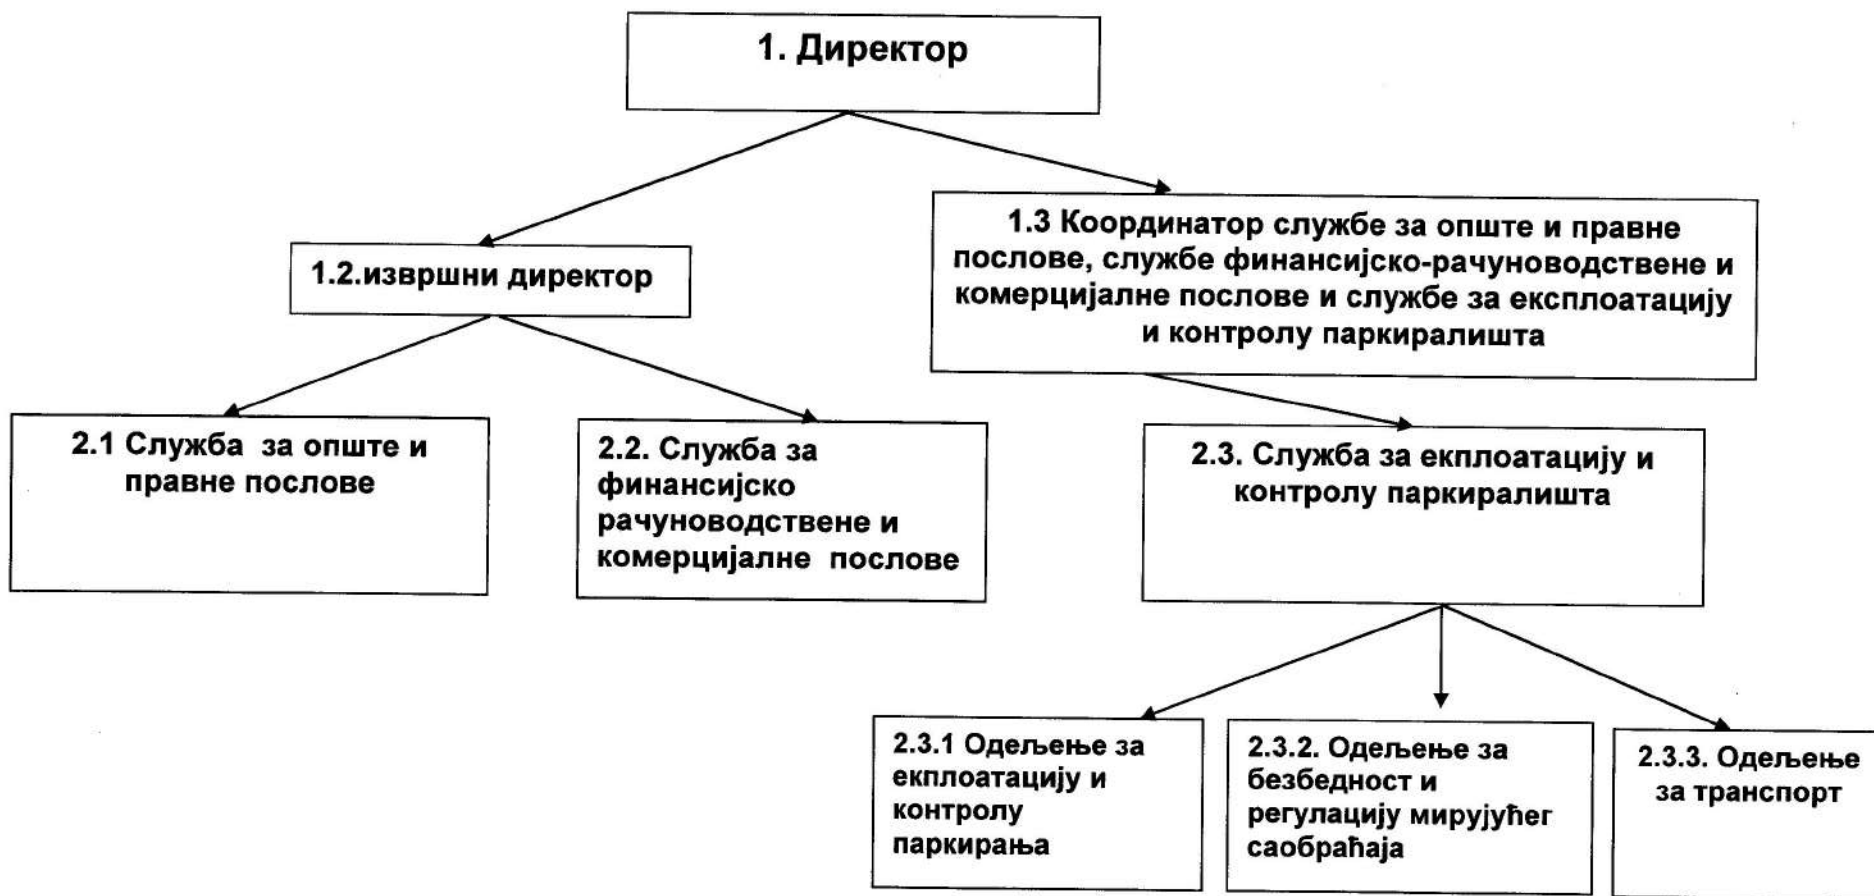 1. Директор
1.3 Координатор службе за опште и правне
послове, службе финансијско-рачуноводствене и
комерцијалне послове и службе за експлоатацију
и контролу паркиралишта
1.2.извршни директор
2.1 Служба за опште и
правне послове
2.2. Служба за
финансијско
рачуноводствене и
комерцијалне послове
2.3. Служба за екплоатацију и
контролу паркиралишта
2.3.1 Одељење за
екплоатацију и
контролу
паркирања
2.3.2. Одељење за
безбедност и
регулацију мирујућег
саобраћаја
2.3.3. Одељење
за транспорт